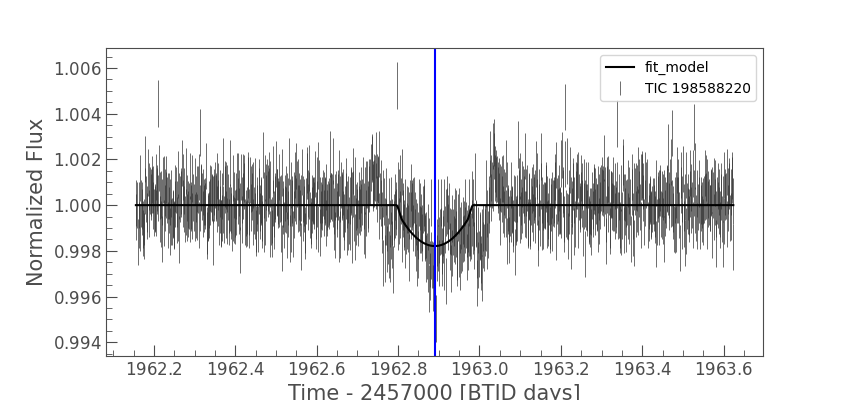 fit_model
TIC 198588220
1.006
1.004
1.002
1.000
0.998
0.996
0.994
Normalized Flux
1962.2 1962.4 1962.6 1962.8 1963.0 1963.2 1963.4 1963.6
Time - 2457000 [BTJD days]